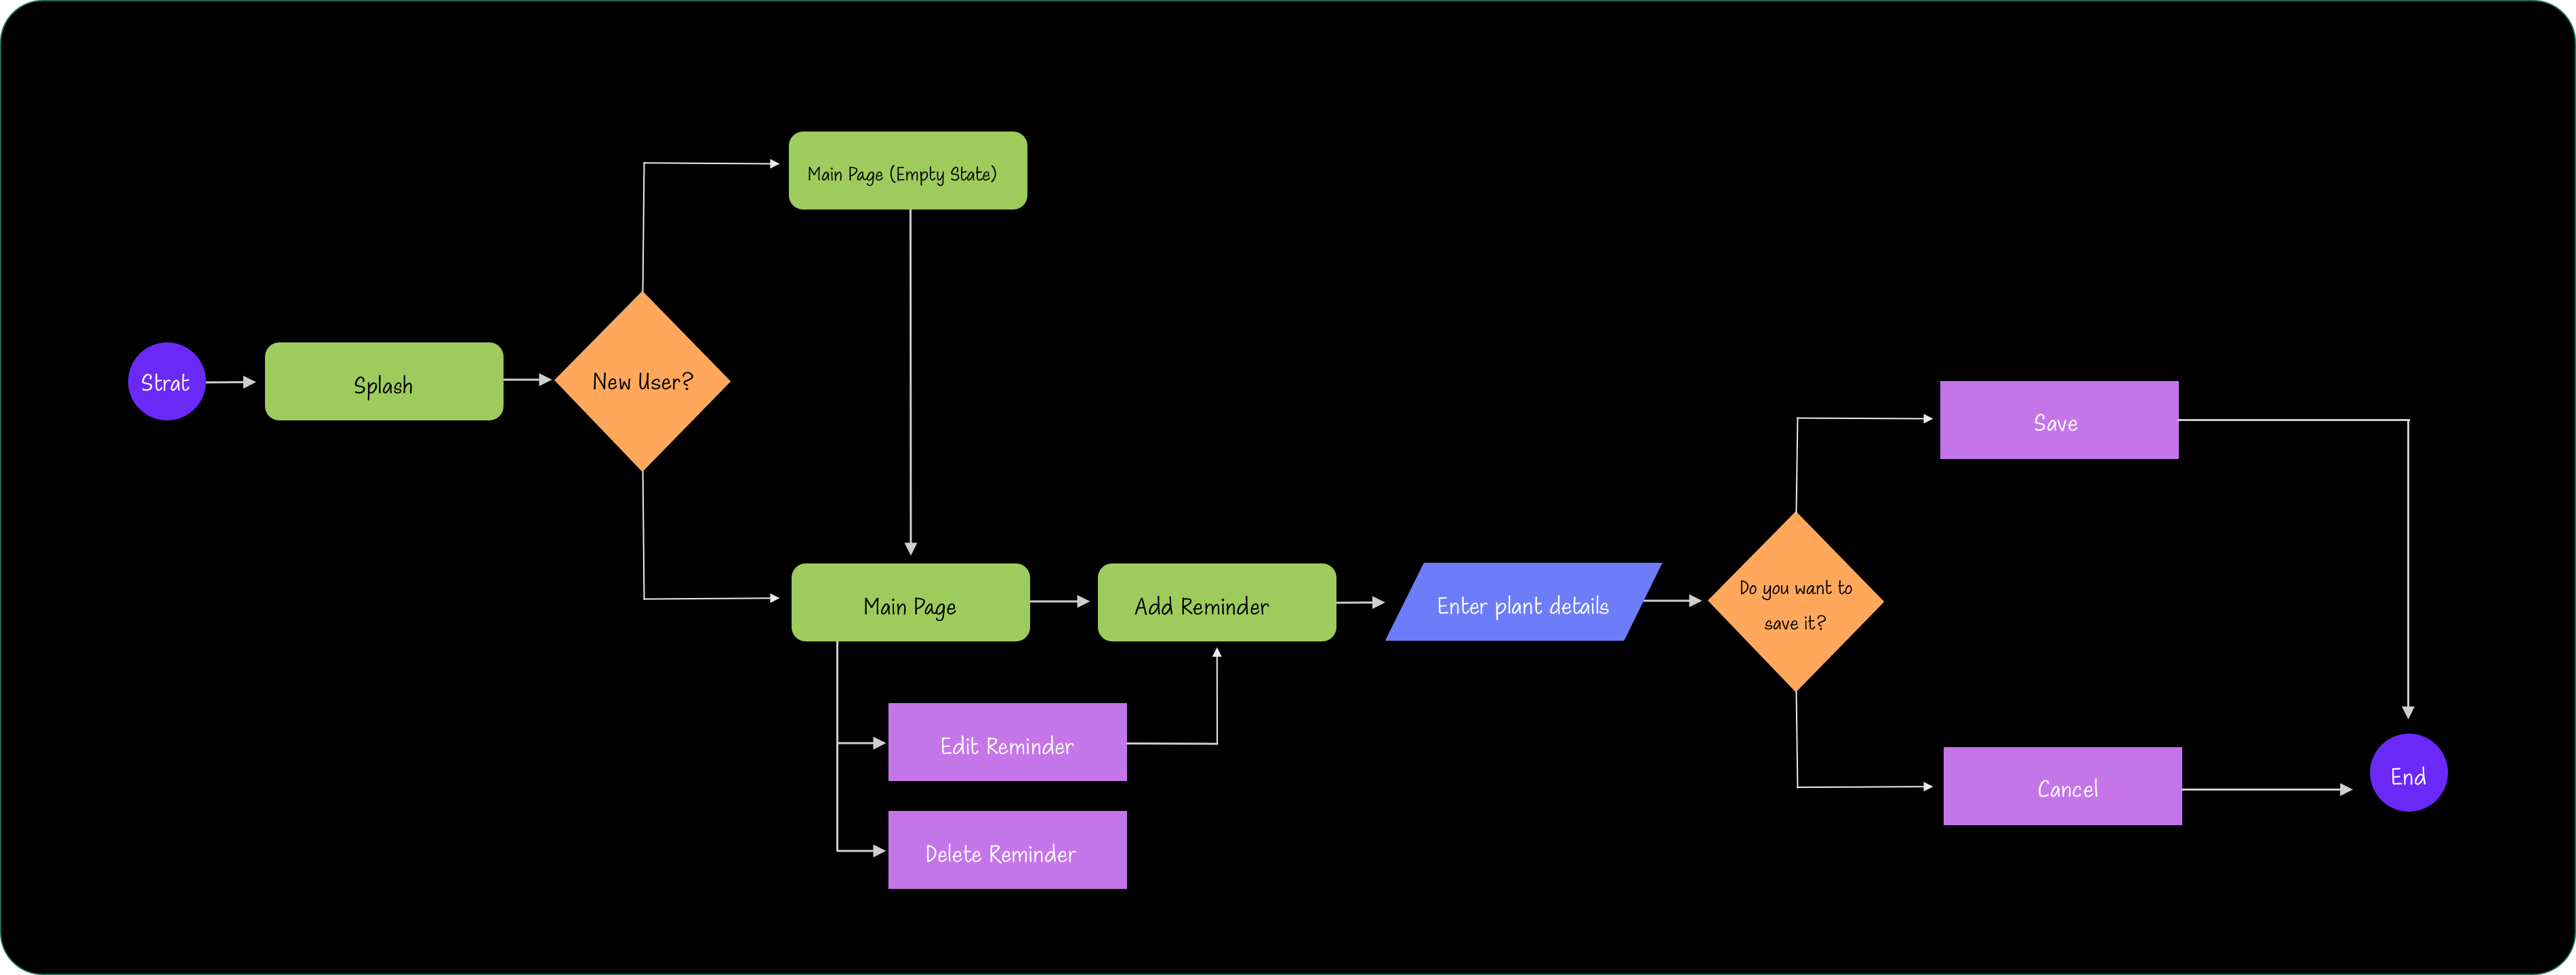 Main Page (Empty State)
Strat
Splash
New User?
Save
Main Page
Add Reminder
Enter plant details
Do you want to
save it?
Edit Reminder
Delete Reminder
Cancel
End